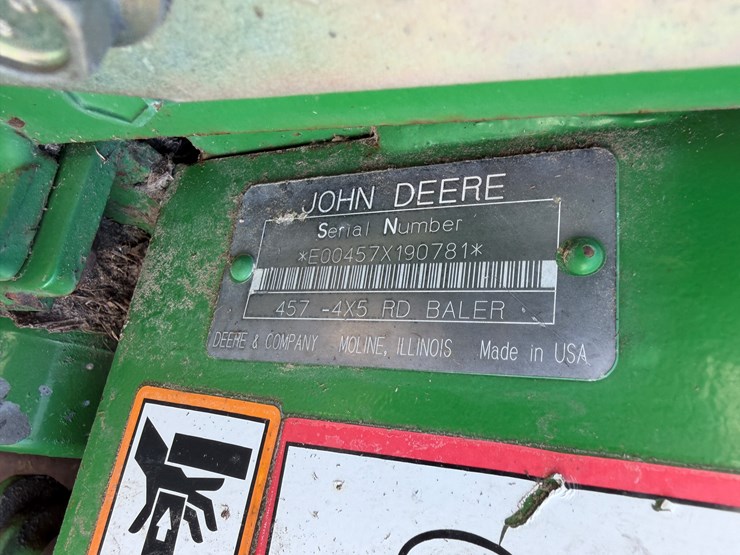 JOHN DEERE
Serial Number
*E00457X190781*
457 -4X5 RD BALER
DEERE & COMPANY MOLINE, ILLINOIS Made in USA